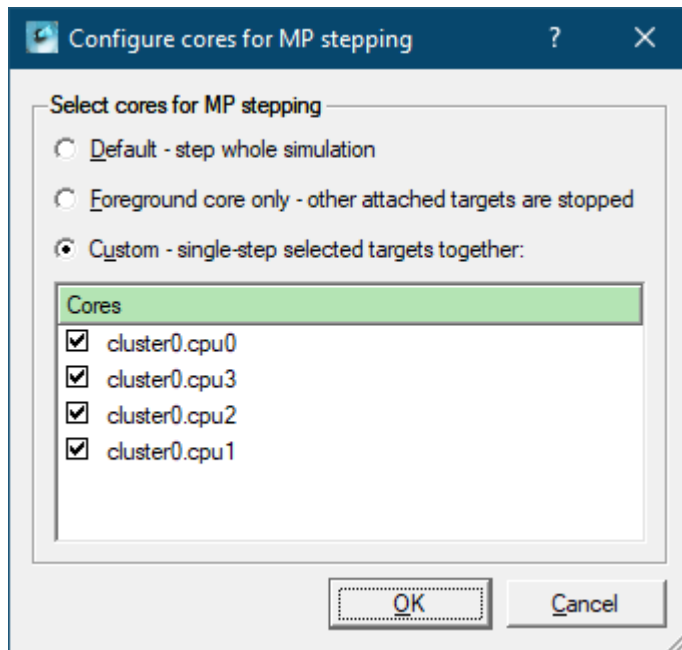 Configure cores for MP stepping
?
Select cores for MP stepping
Default - step whole simulation
Foreground core only - other attached targets are stopped
Custom - single-step selected targets together:
Cores
cluster0.cpu0
cluster0.cpu3
cluster0.cpu2
cluster0.cpu1
OK Cancel